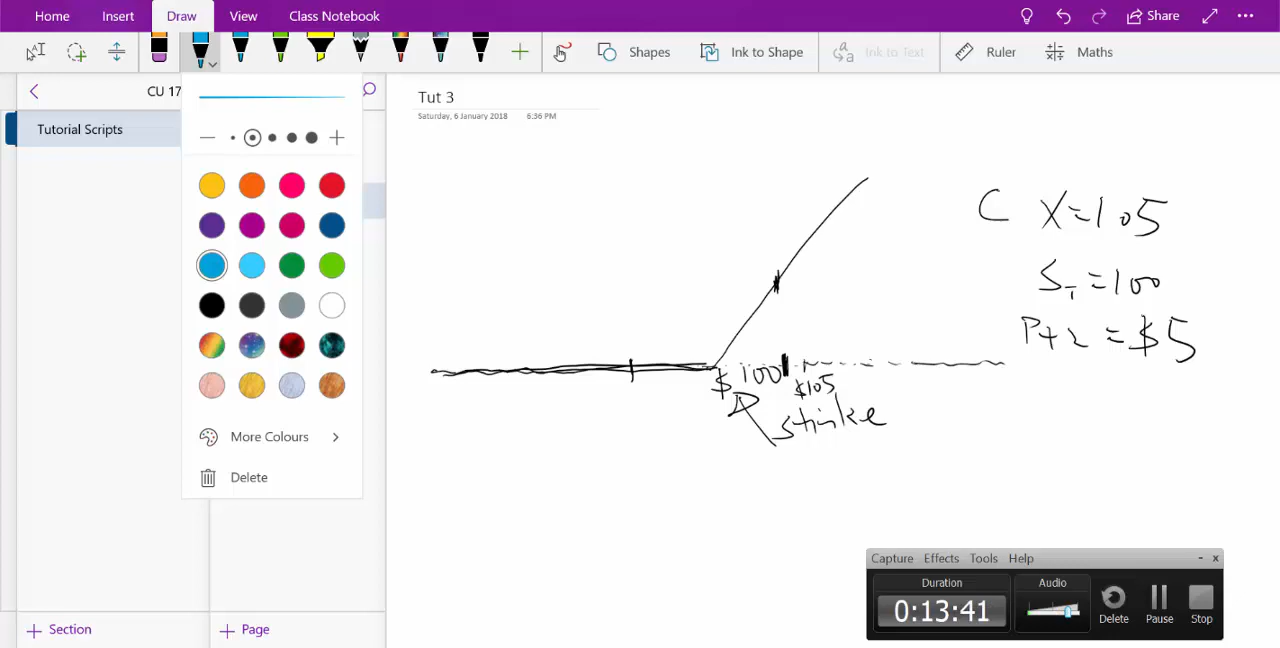 Home Insert Draw View Class Notebook Share
Shapes Ink to Shape Ink to Text Ruler Maths
CU 17
Tutorial Scripts
More Colours
Delete
Section Page
Tut 3
Saturday, 6 January 2018 6:36 PM
C X=105
S_T=100
= $5
$100
$105
strike
Capture Effects Tools Help
Duration Audio
0:13:41
Delete Pause Stop